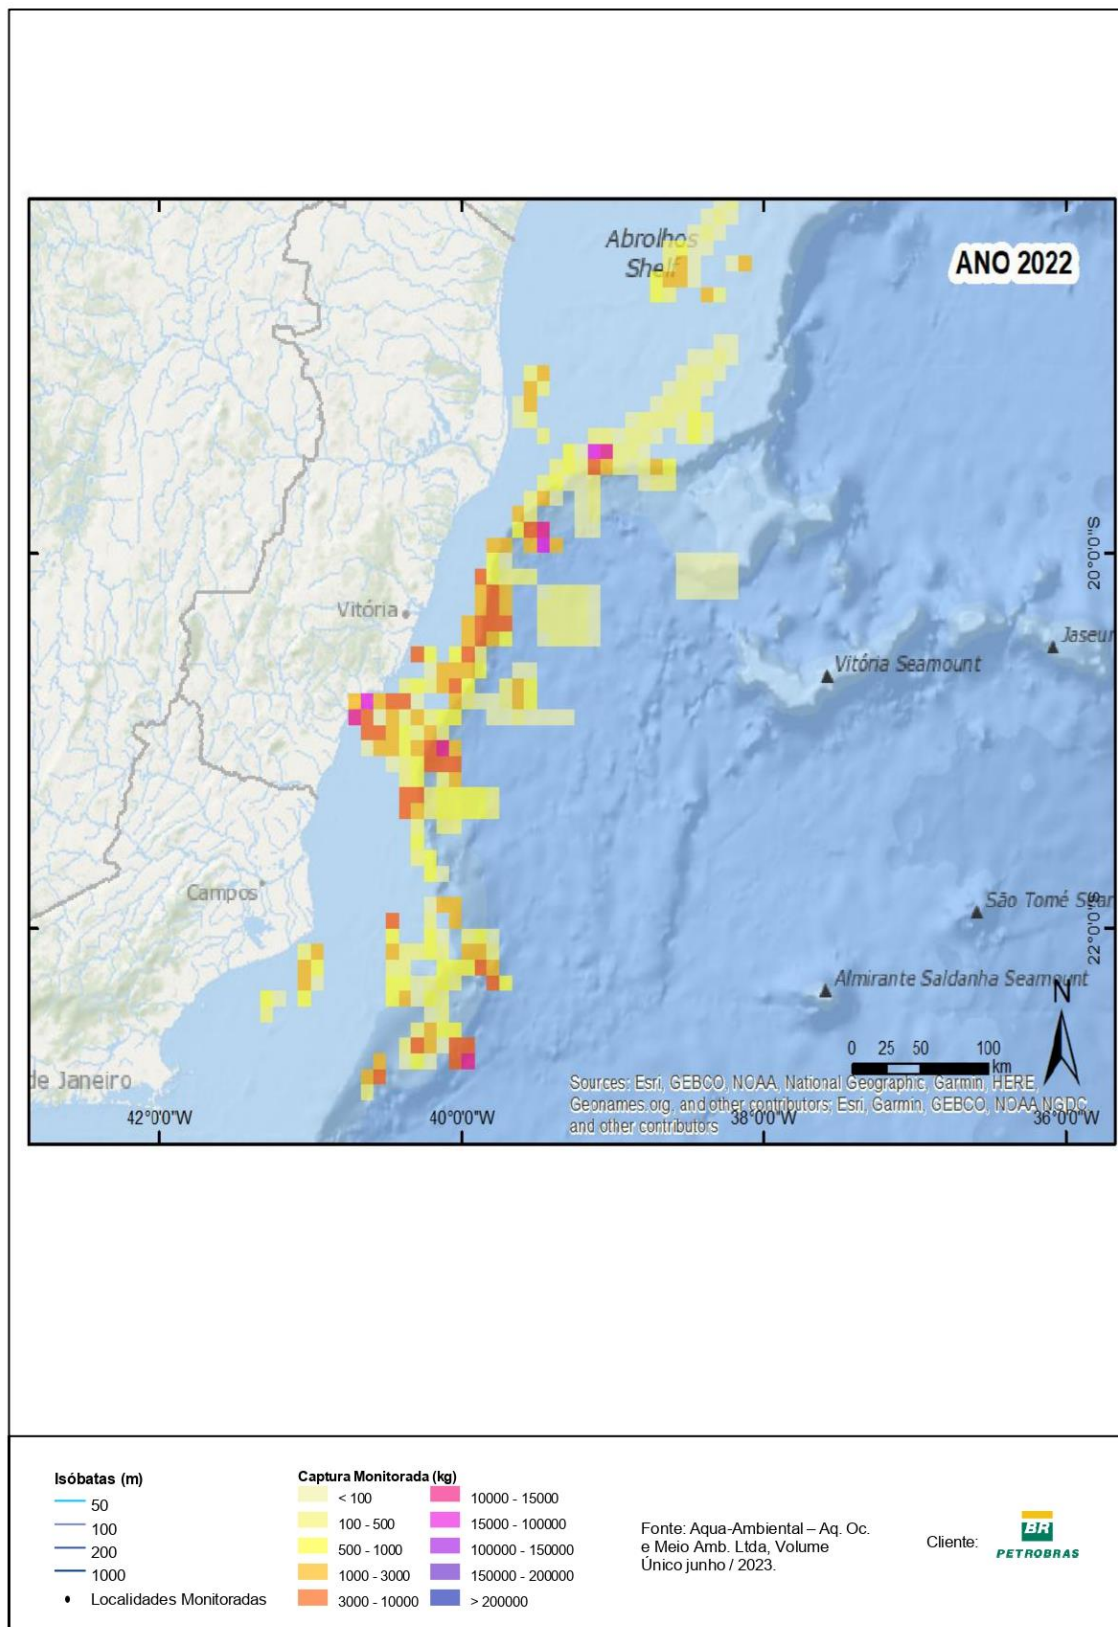 Abrolhos
Shelf
ANO 2022
20°0'0"S
Vitória
Jaseur
Vitória Seamount
Campos
São Tomé Seam
22°0'0"S
Almirante Saldanha Seamount
N
0 25 50 100
km
de Janeiro
Sources: Esri, GEBCO, NOAA, National Geographic, Garmin, HERE,
Geonames.org, and other contributors; Esri, Garmin, GEBCO, NOAA NGDC,
and other contributors
42°0'0"W
40°0'0"W
38°0'0"W
36°0'0"W
Isóbatas (m)
50
100
200
1000
Localidades Monitoradas
Captura Monitorada (kg)
< 100
100 - 500
500 - 1000
1000 - 3000
3000 - 10000
10000 - 15000
15000 - 100000
100000 - 150000
150000 - 200000
> 200000
Fonte: Aqua-Ambiental – Aq. Oc.
e Meio Amb. Ltda, Volume
Único junho / 2023.
Cliente:
BR
PETROBRAS